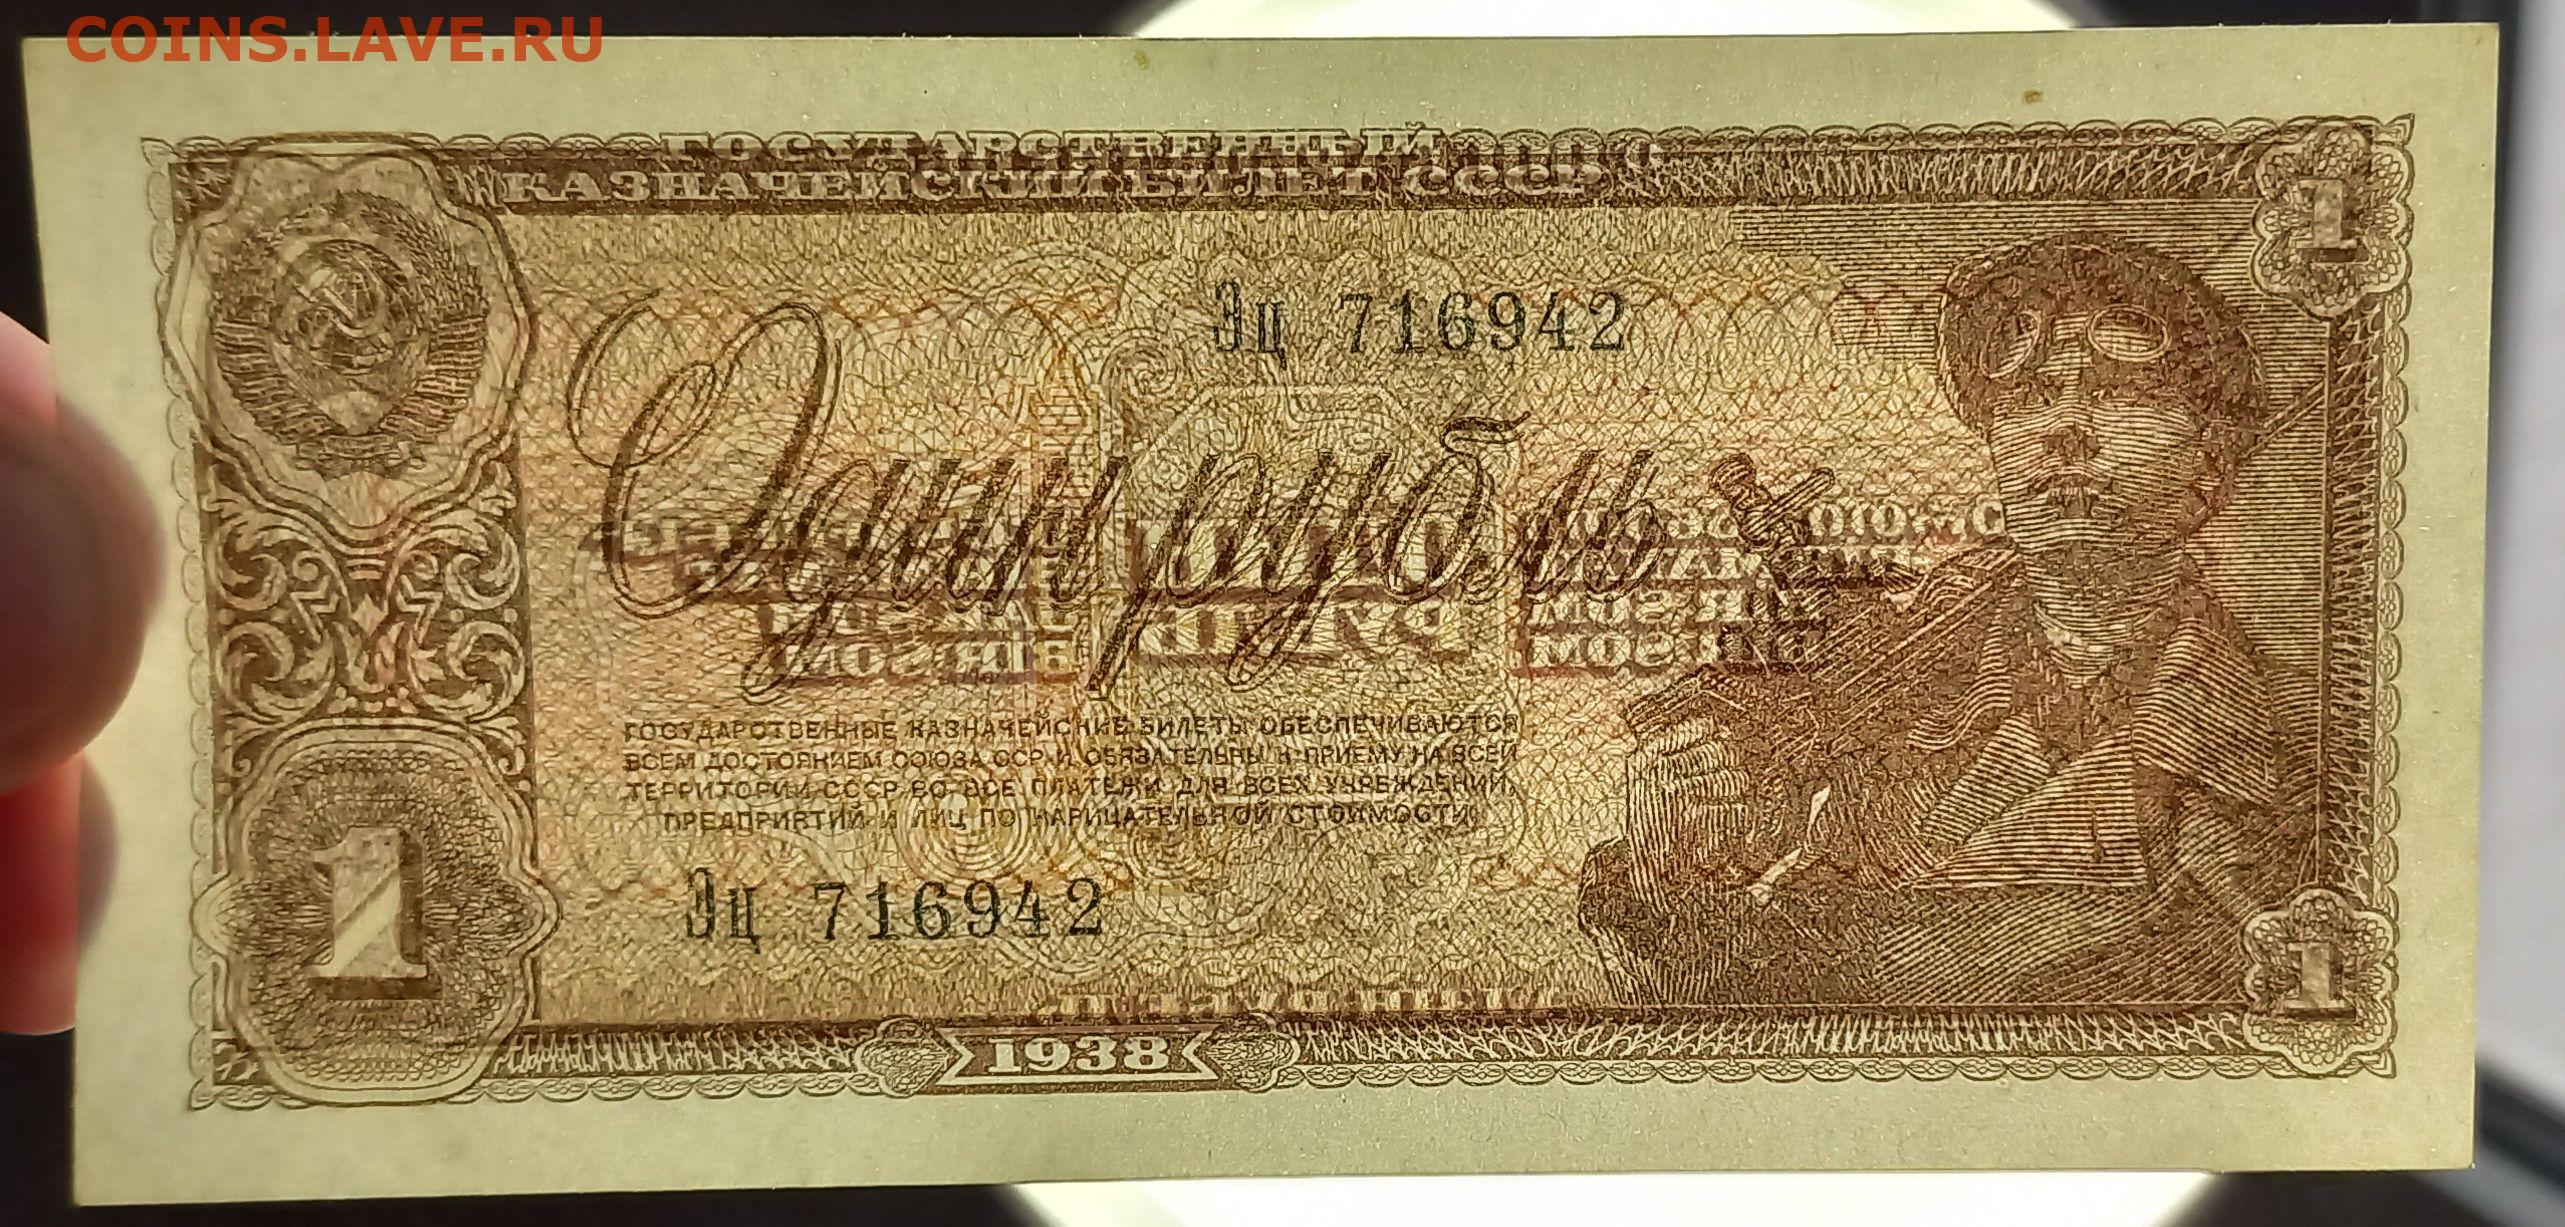 COINS.LAVE.RU
ГОСУДАРСТВЕННЫЙ
КАЗНАЧЕЙСКИЙ БИЛЕТ СССР
1
Эц 716942
Один рубль
ГОСУДАРСТВЕННЫЕ КАЗНАЧЕЙСКИЕ БИЛЕТЫ ОБЕСПЕЧИВАЮТСЯ
ВСЕМ ДОСТОЯНИЕМ СОЮЗА ССР И ОБЯЗАТЕЛЬНЫ К ПРИЕМУ НА ВСЕЙ
ТЕРРИТОРИИ СССР ВО ВСЕ ПЛАТЕЖИ ДЛЯ ВСЕХ УЧРЕЖДЕНИЙ,
ПРЕДПРИЯТИЙ И ЛИЦ ПО НАРИЦАТЕЛЬНОЙ СТОИМОСТИ
Эц 716942
1
1
1938